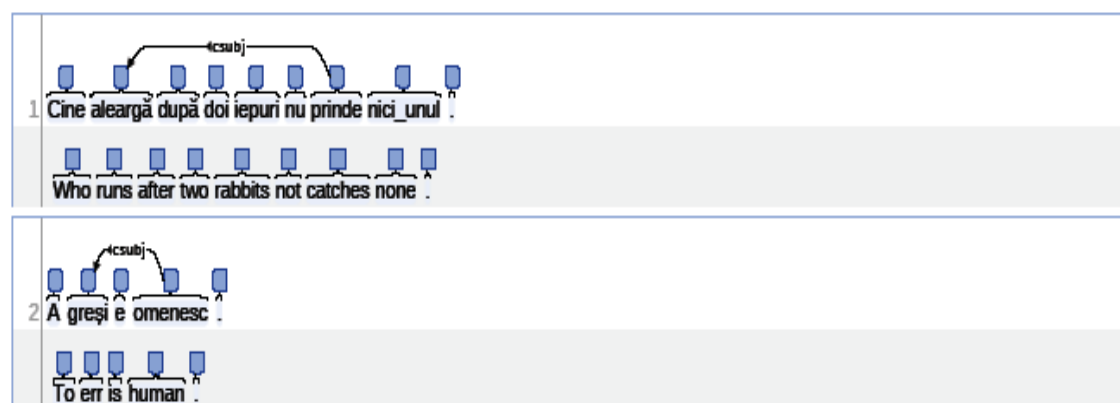 csubj
1 Cine aleargă după doi iepuri nu prinde nici_unul .
Who runs after two rabbits not catches none .
csubj
2 A greși e omenesc .
To err is human .